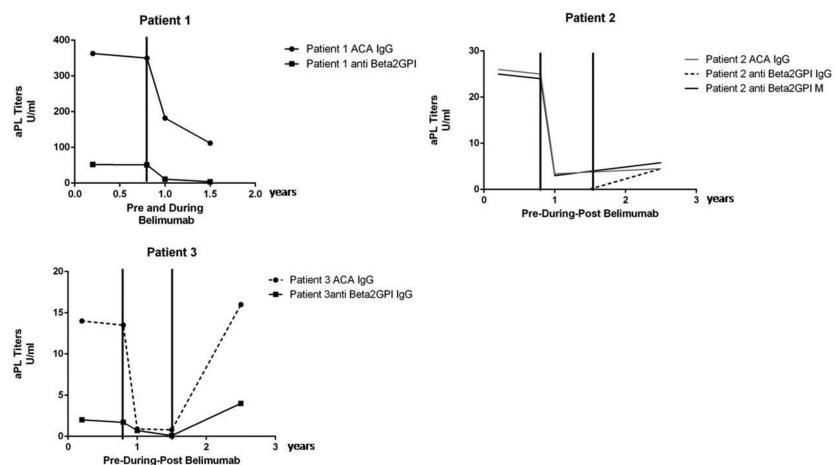 Patient 1
Patient 1 ACA IgG
Patient 1 anti Beta2GPI
aPL Titers
U/ml
400
300
200
100
0
0.0 0.5 1.0 1.5 2.0 years
Pre and During
Belimumab
Patient 2
Patient 2 ACA IgG
Patient 2 anti Beta2GPI IgG
Patient 2 anti Beta2GPI M
aPL Titers
U/ml
30
20
10
0
0 1 2 3 years
Pre-During-Post Belimumab
Patient 3
Patient 3 ACA IgG
Patient 3anti Beta2GPI IgG
aPL Titers
U/ml
20
15
10
5
0
0 1 2 3 years
Pre-During-Post Belimumab